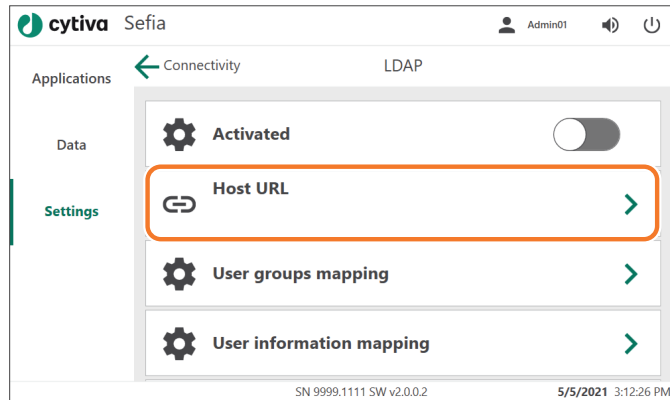 cytiva Sefia Admin01
Connectivity LDAP
Applications
Data
Settings
Activated
Host URL
User groups mapping
User information mapping
SN 9999.1111 SW v2.0.0.2 5/5/2021 3:12:26 PM